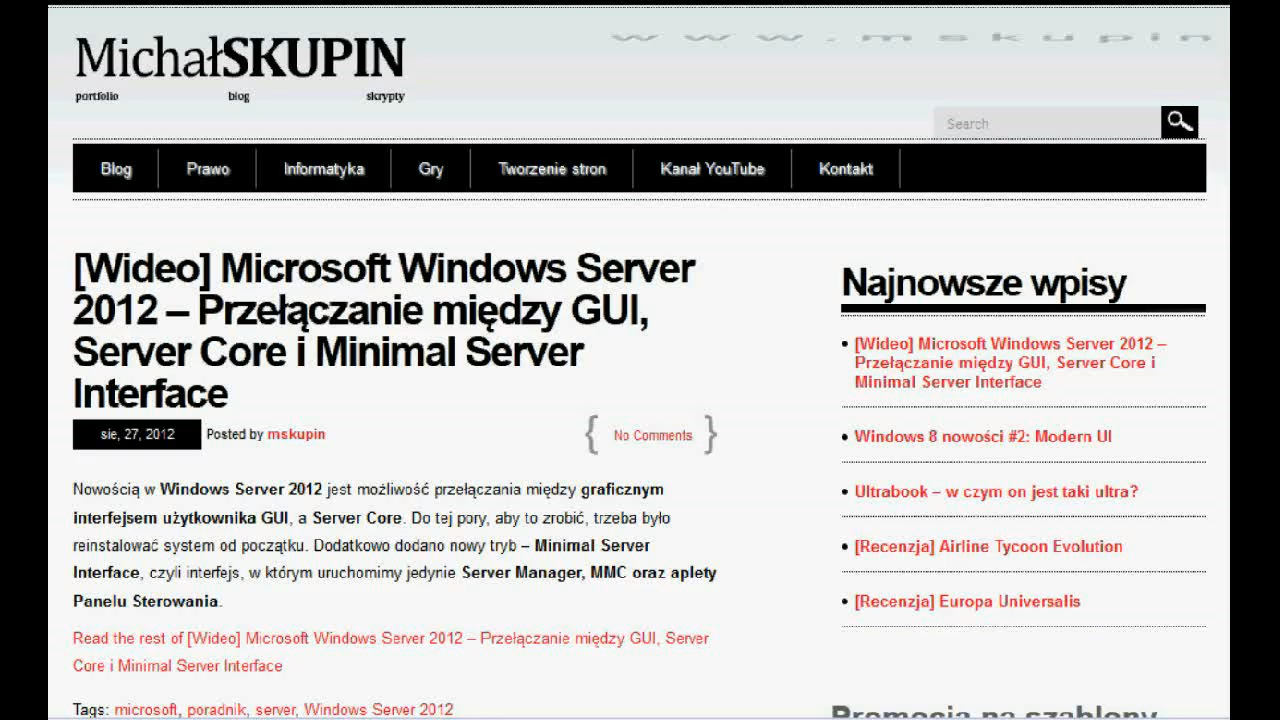 MichałSKUPIN
portfolio blog skrypty
www.mskupin
Search
Blog Prawo Informatyka Gry Tworzenie stron Kanał YouTube Kontakt
[Wideo] Microsoft Windows Server
2012 – Przełączanie między GUI,
Server Core i Minimal Server
Interface
sie, 27, 2012 Posted by mskupin
{ No Comments }
Nowością w Windows Server 2012 jest możliwość przełączania między graficznym
interfejsem użytkownika GUI, a Server Core. Do tej pory, aby to zrobić, trzeba było
reinstalować system od początku. Dodatkowo dodano nowy tryb – Minimal Server
Interface, czyli interfejs, w którym uruchomimy jedynie Server Manager, MMC oraz aplety
Panelu Sterowania.
Read the rest of [Wideo] Microsoft Windows Server 2012 – Przełączanie między GUI, Server
Core i Minimal Server Interface
Tags: microsoft, poradnik, server, Windows Server 2012
Najnowsze wpisy
[Wideo] Microsoft Windows Server 2012 –
Przełączanie między GUI, Server Core i
Minimal Server Interface
Windows 8 nowości #2: Modern UI
Ultrabook – w czym on jest taki ultra?
[Recenzja] Airline Tycoon Evolution
[Recenzja] Europa Universalis
Promocja na szablony